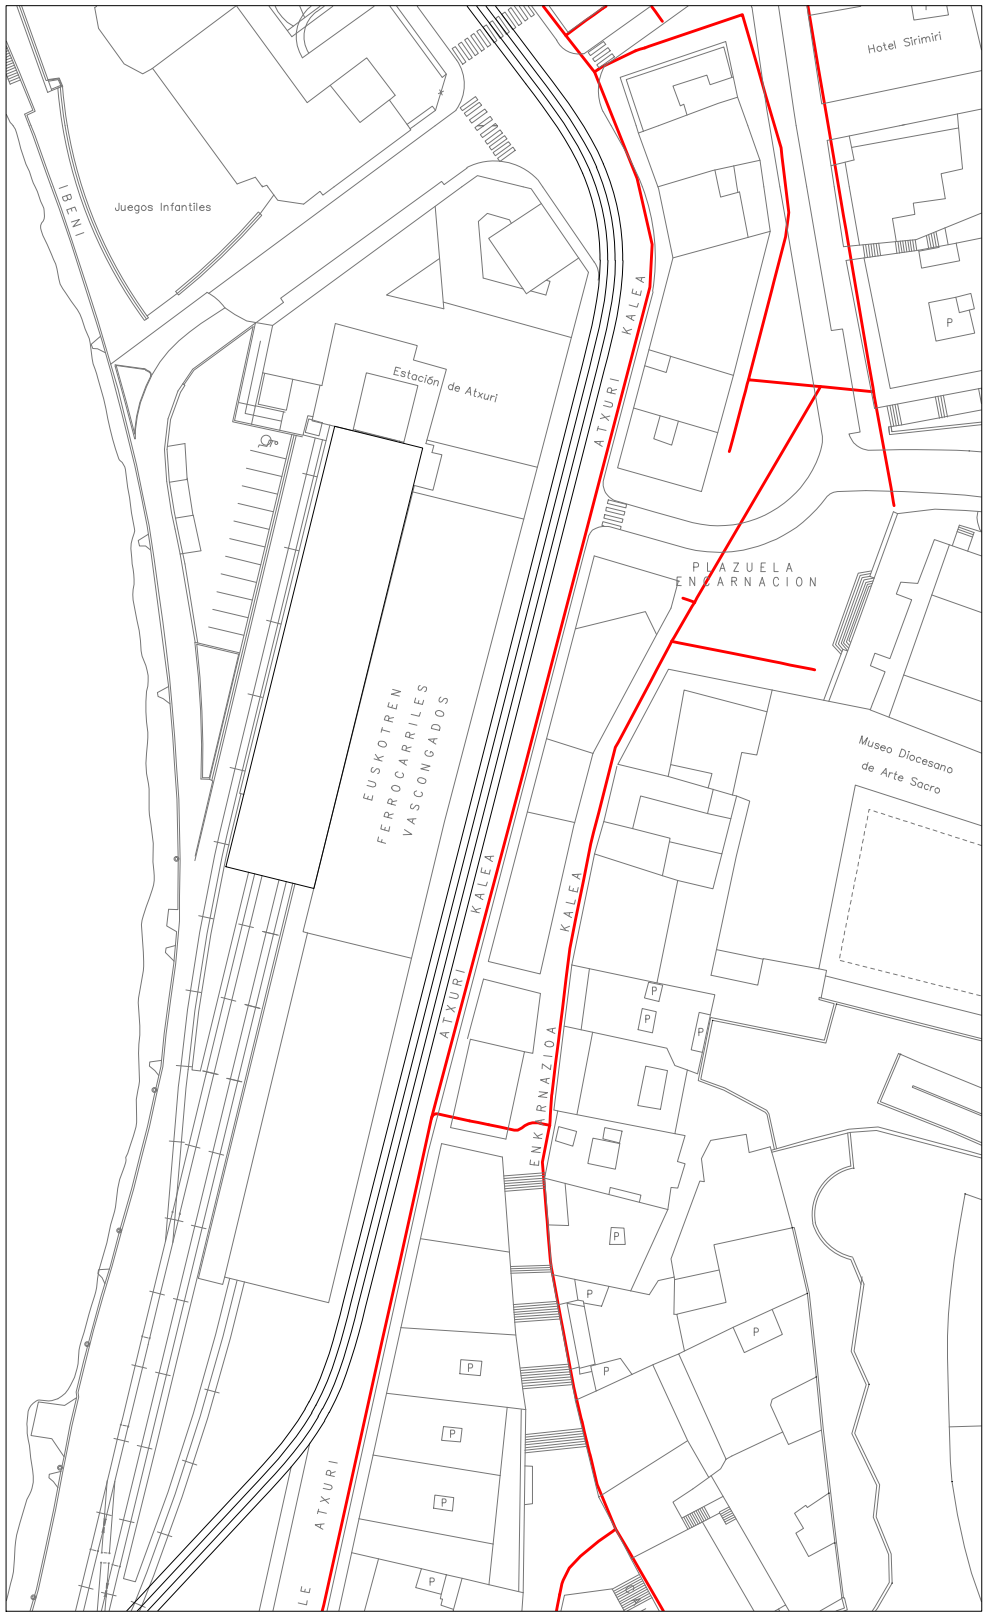 P
Hotel Sirimiri
IBENI
Juegos Infantiles
ATXURI KALEA
P
Estación de Atxuri
PLAZUELA
ENCARNACION
EUSKOTREN
FERROCARRILES
VASCONGADOS
Museo Diocesano
de Arte Sacro
ATXURI KALEA
ENKARNAZIOA KALEA
P
P
P
P
P
P
P
P
P
P
ATXURI
LE
P